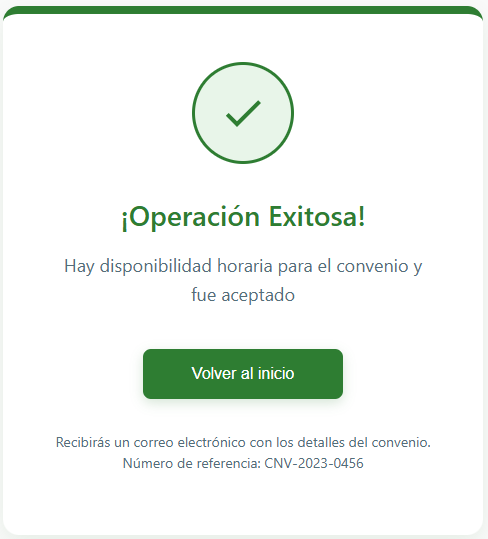 ¡Operación Exitosa!
Hay disponibilidad horaria para el convenio y
fue aceptado
Volver al inicio
Recibirás un correo electrónico con los detalles del convenio.
Número de referencia: CNV-2023-0456